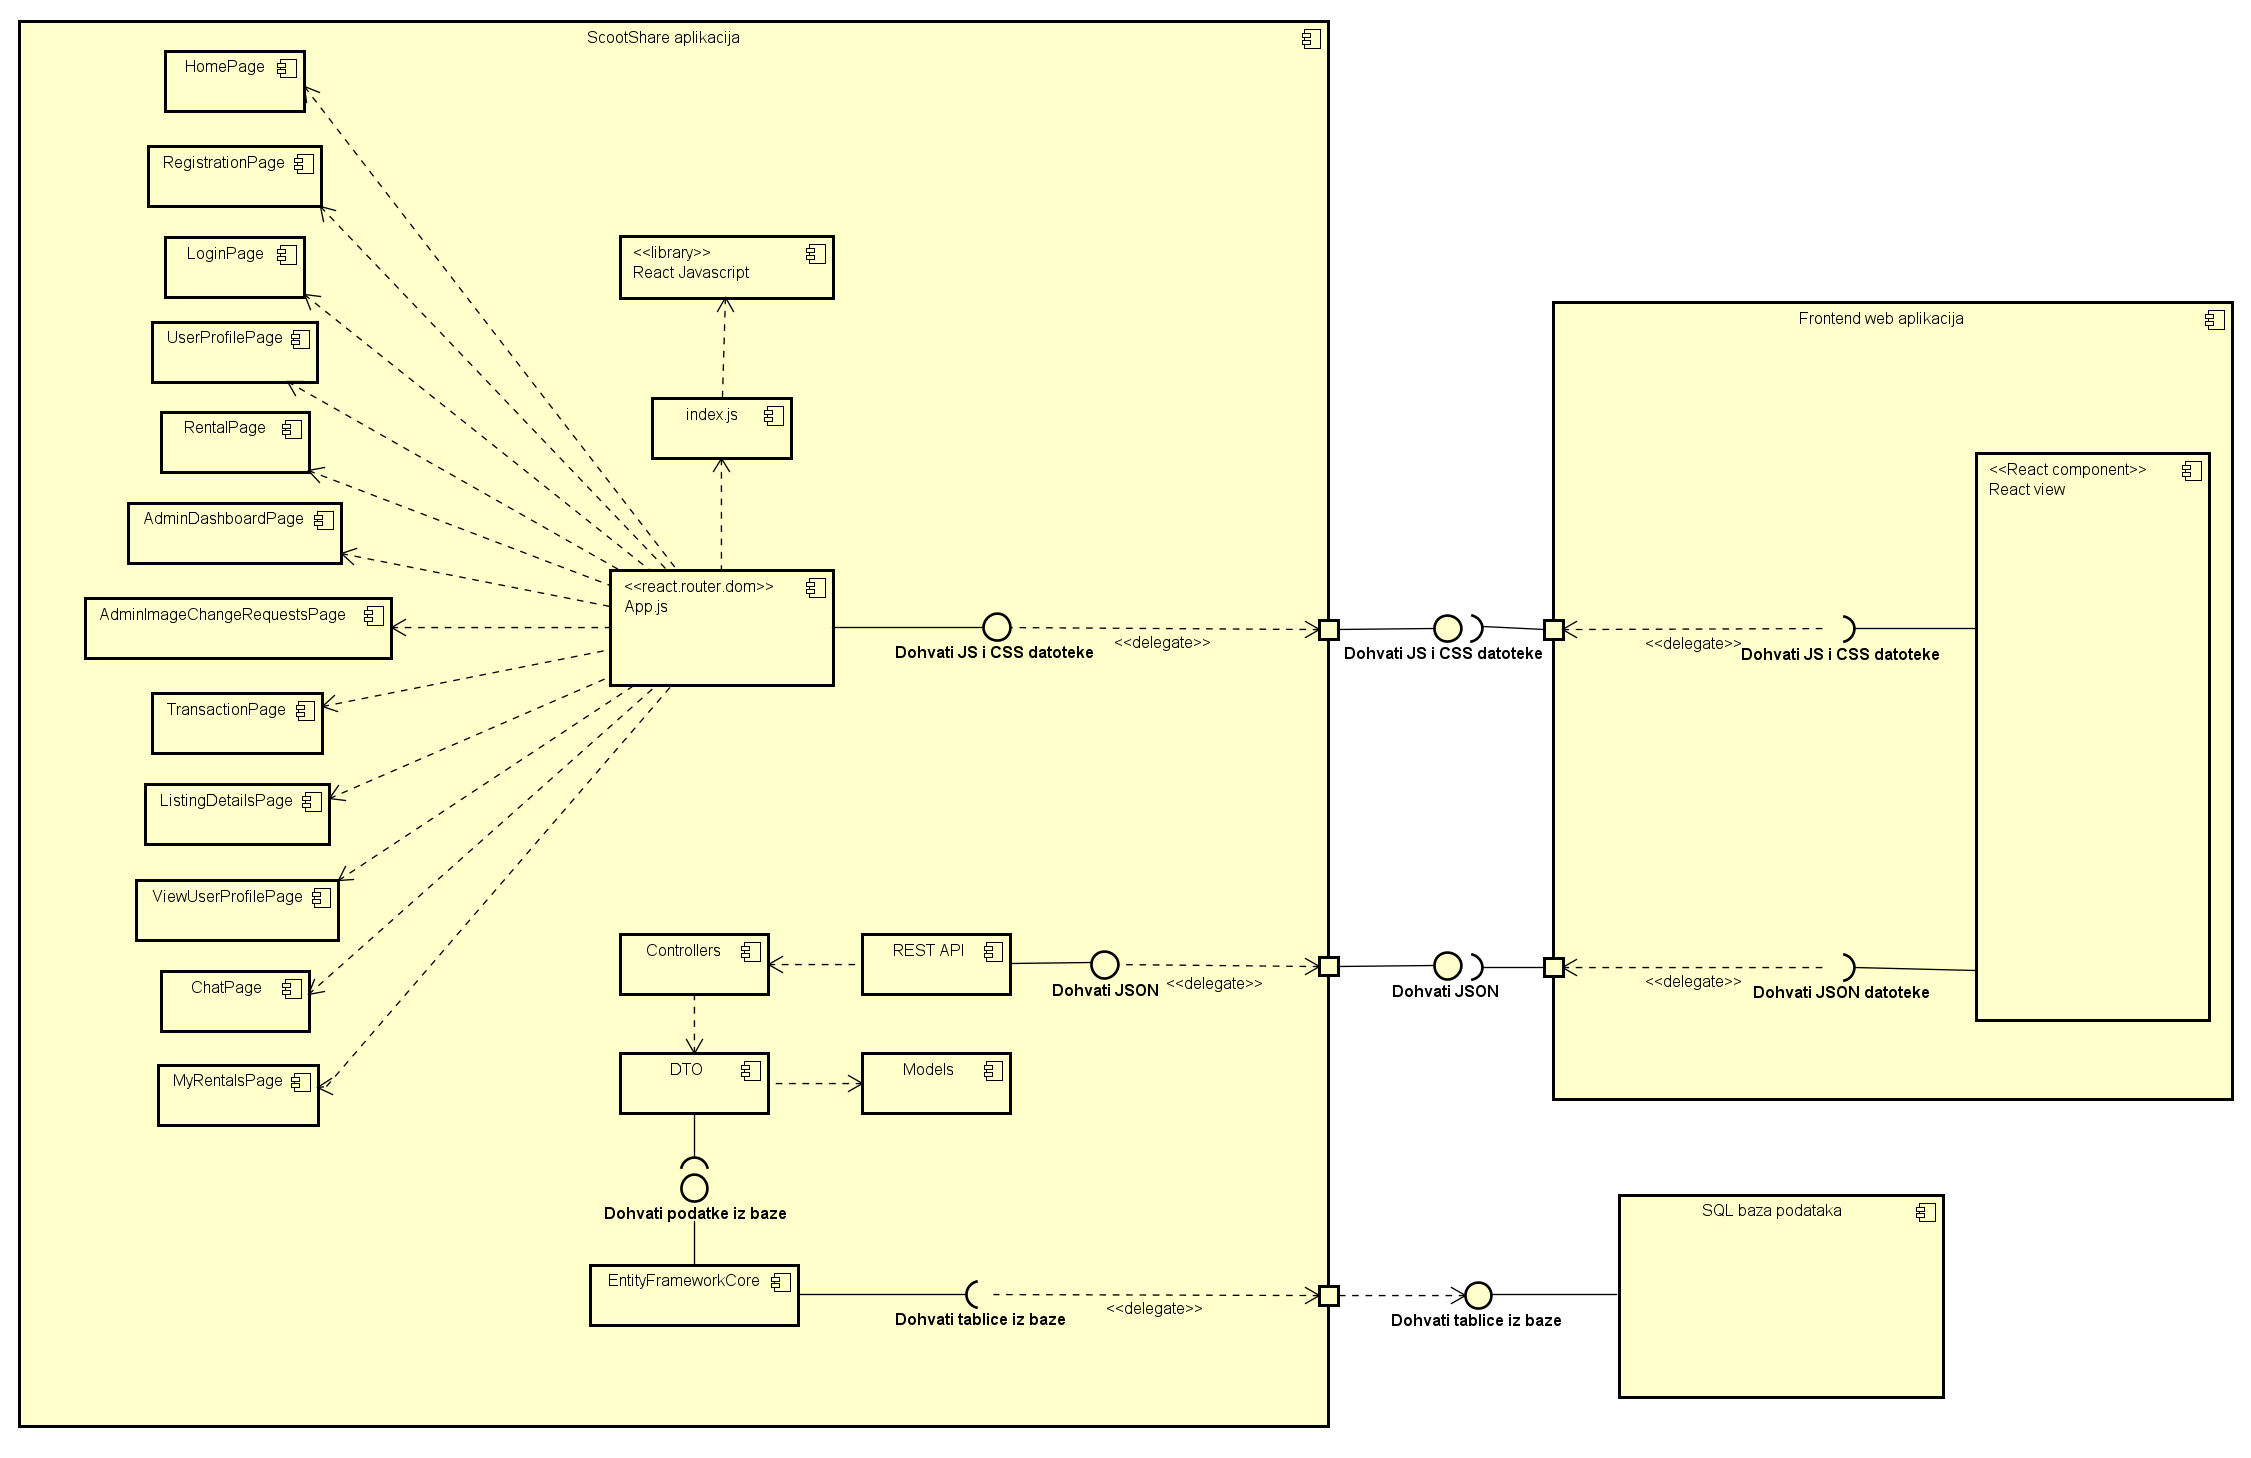 ScootShare aplikacija
HomePage
RegistrationPage
LoginPage
UserProfilePage
RentalPage
AdminDashboardPage
AdminImageChangeRequestsPage
TransactionPage
ListingDetailsPage
ViewUserProfilePage
ChatPage
MyRentalsPage
<<library>>
React Javascript
index.js
<<react.router.dom>>
App.js
Dohvati JS i CSS datoteke
<<delegate>>
Controllers
REST API
Dohvati JSON
<<delegate>>
DTO
Models
Dohvati podatke iz baze
EntityFrameworkCore
Dohvati tablice iz baze
<<delegate>>
Dohvati JS i CSS datoteke
Dohvati JSON
Dohvati tablice iz baze
Frontend web aplikacija
<<React component>>
React view
<<delegate>>
Dohvati JS i CSS datoteke
<<delegate>>
Dohvati JSON datoteke
SQL baza podataka